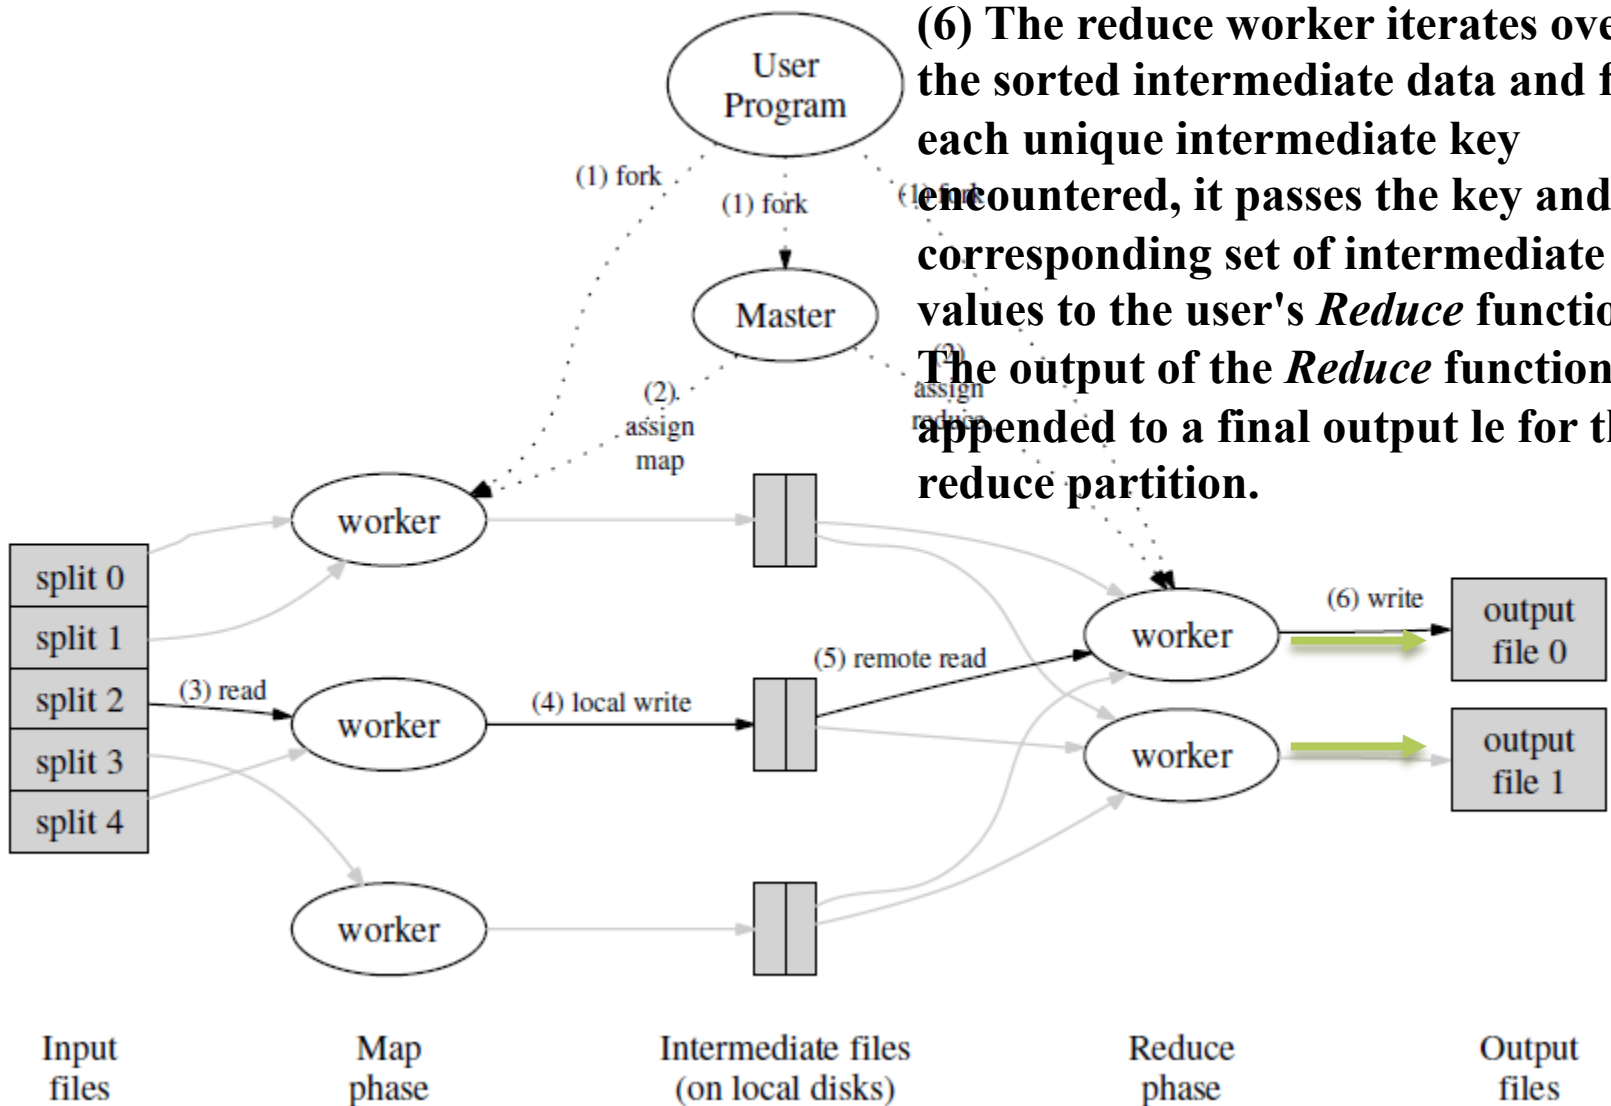 (6) The reduce worker iterates ove
the sorted intermediate data and f
each unique intermediate key
encountered, it passes the key and
corresponding set of intermediate
values to the user's Reduce functio
The output of the Reduce function
appended to a final output le for th
reduce partition.
User
Program
(1) fork
(1) fork
(1) fork
Master
(2)
assign
map
(2)
assign
reduce
worker
split 0
split 1
split 2
split 3
split 4
(3) read
worker
(4) local write
(5) remote read
worker
(6) write
output
file 0
worker
output
file 1
worker
Input
files
Map
phase
Intermediate files
(on local disks)
Reduce
phase
Output
files